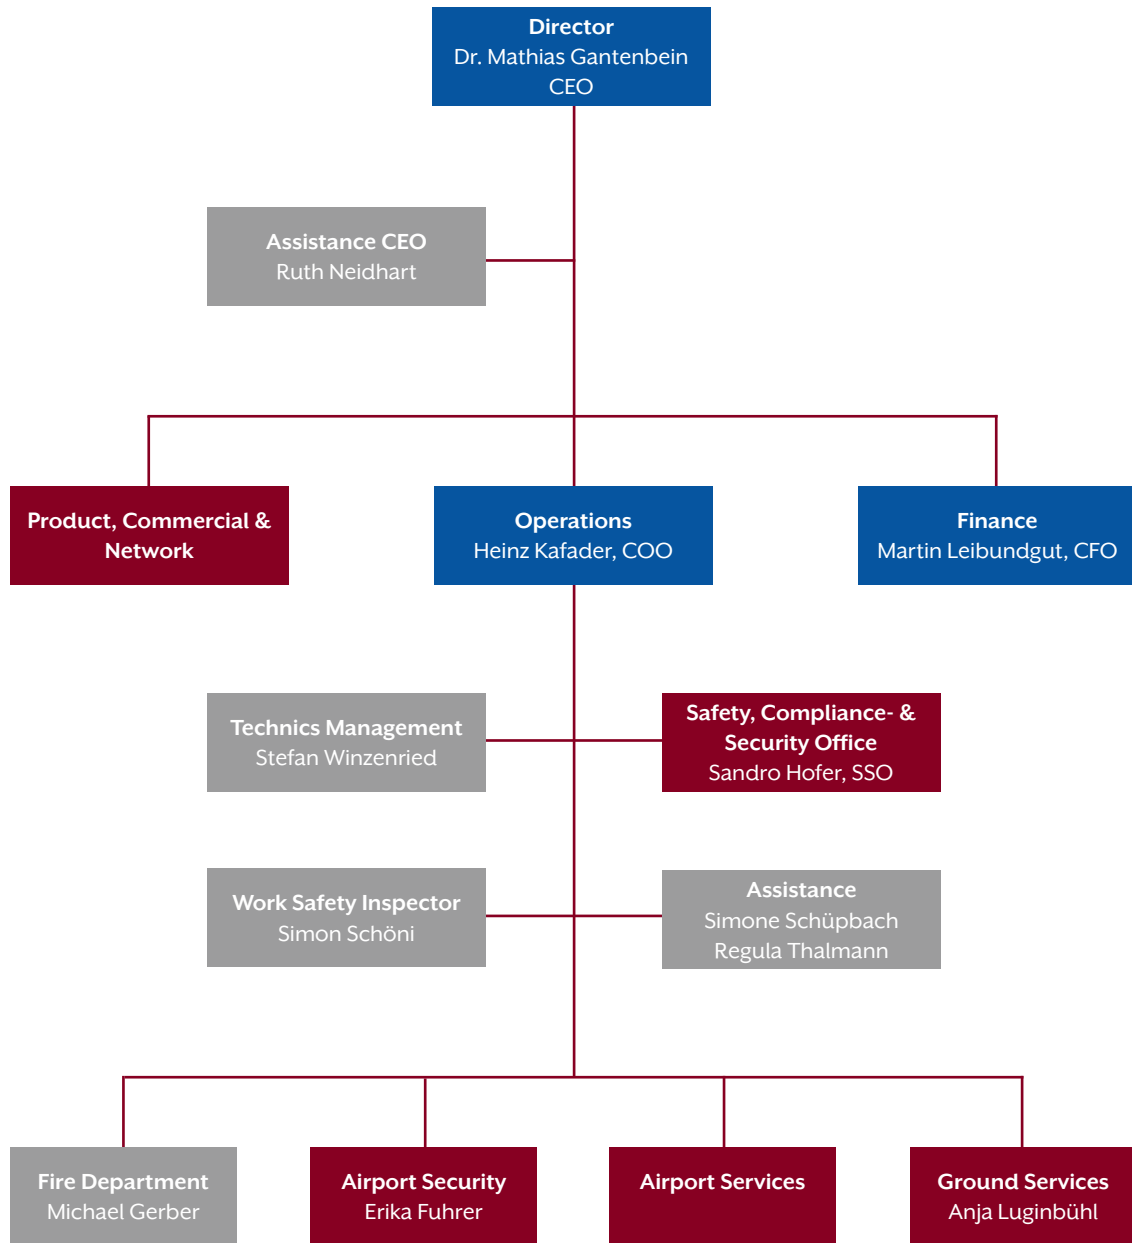 Director
Dr. Mathias Gantenbein
CEO
Assistance CEO
Ruth Neidhart
Product, Commercial &
Network
Operations
Heinz Kafader, COO
Finance
Martin Leibundgut, CFO
Technics Management
Stefan Winzenried
Safety, Compliance- &
Security Office
Sandro Hofer, SSO
Work Safety Inspector
Simon Schöni
Assistance
Simone Schüpbach
Regula Thalmann
Fire Department
Michael Gerber
Airport Security
Erika Fuhrer
Airport Services
Ground Services
Anja Luginbühl